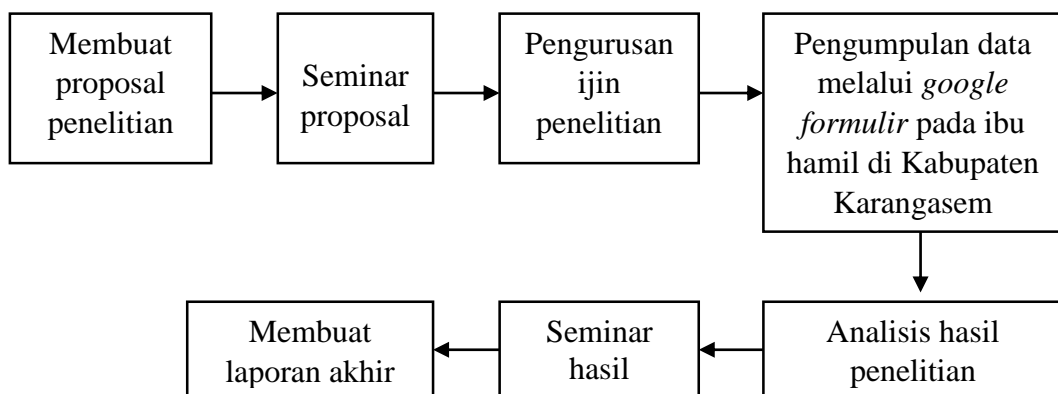 Membuat
proposal
penelitian
Seminar
proposal
Pengurusan
ijin
penelitian
Pengumpulan data
melalui google
formulir pada ibu
hamil di Kabupaten
Karangasem
Analisis hasil
penelitian
Seminar
hasil
Membuat
laporan akhir